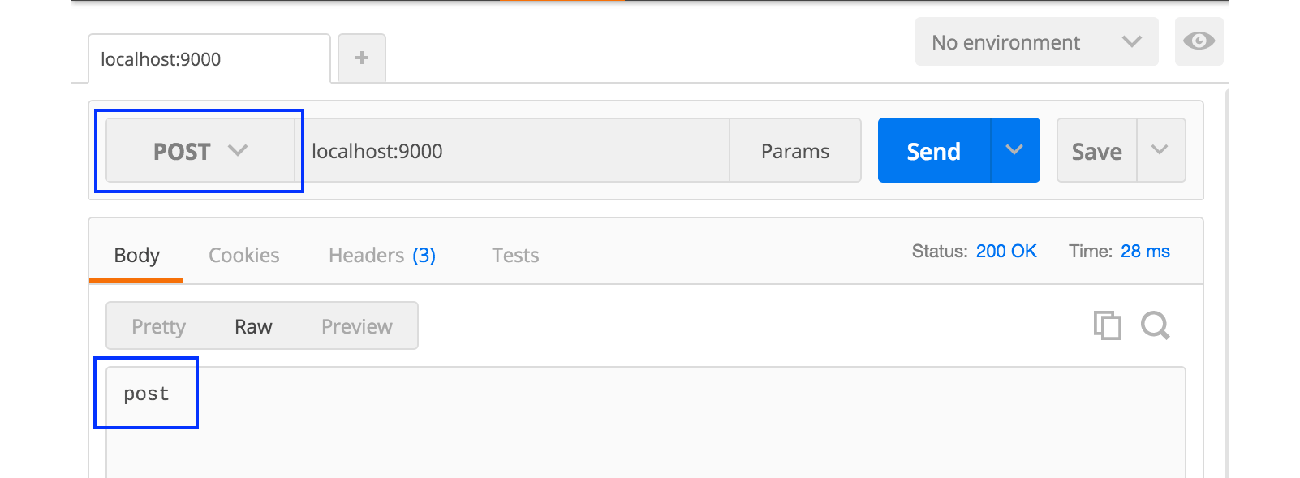 localhost:9000 +
No environment
POST localhost:9000 Params Send Save
Body Cookies Headers (3) Tests Status: 200 OK Time: 28 ms
Pretty Raw Preview
post